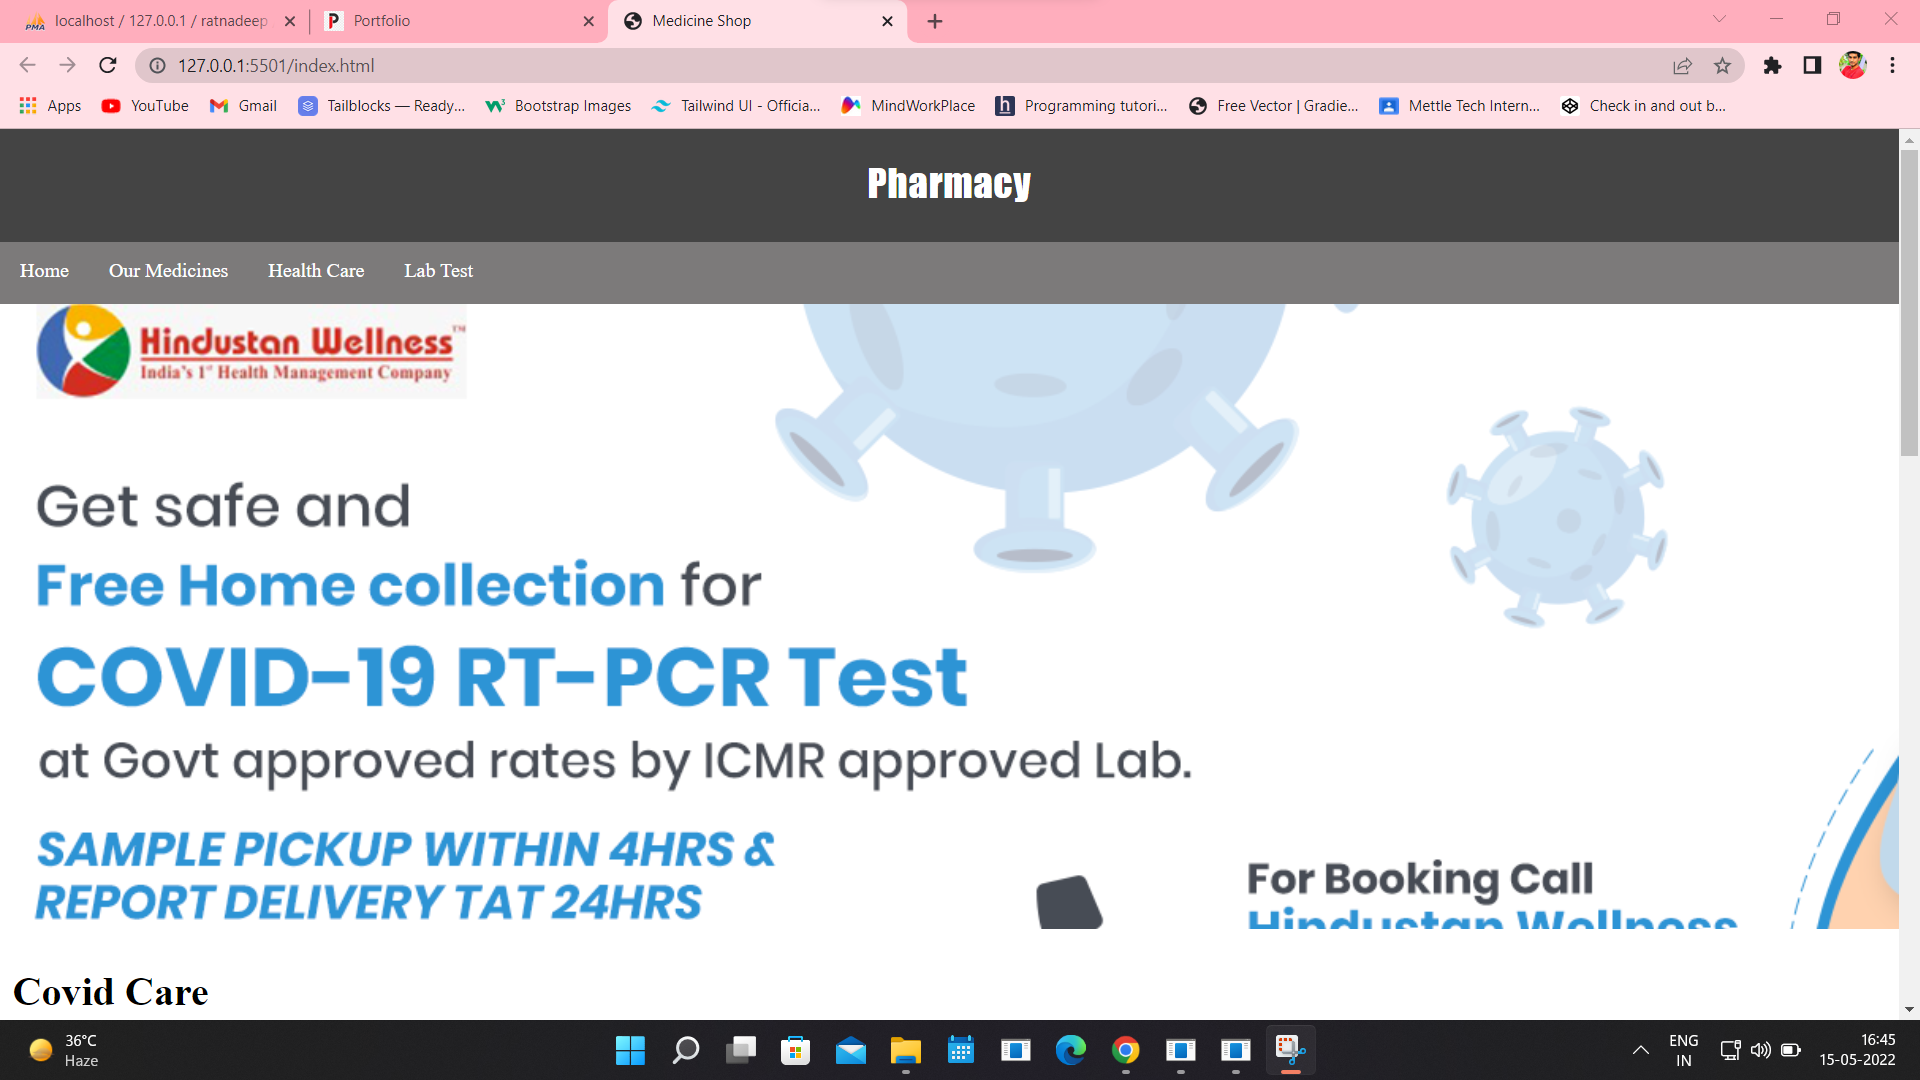 PMA
localhost / 127.0.0.1 / ratnadeep
Portfolio
Medicine Shop
127.0.0.1:5501/index.html
Apps
YouTube
Gmail
Tailblocks — Ready...
Bootstrap Images
Tailwind UI - Officia...
MindWorkPlace
Programming tutori...
Free Vector | Gradie...
Mettle Tech Intern...
Check in and out b...
Pharmacy
Home
Our Medicines
Health Care
Lab Test
Hindustan Wellness™
India's 1st Health Management Company
Get safe and
Free Home collection for
COVID-19 RT-PCR Test
at Govt approved rates by ICMR approved Lab.
SAMPLE PICKUP WITHIN 4HRS &
REPORT DELIVERY TAT 24HRS
For Booking Call
Hindustan Wellness
Covid Care
36°C
Haze
ENG
IN
16:45
15-05-2022